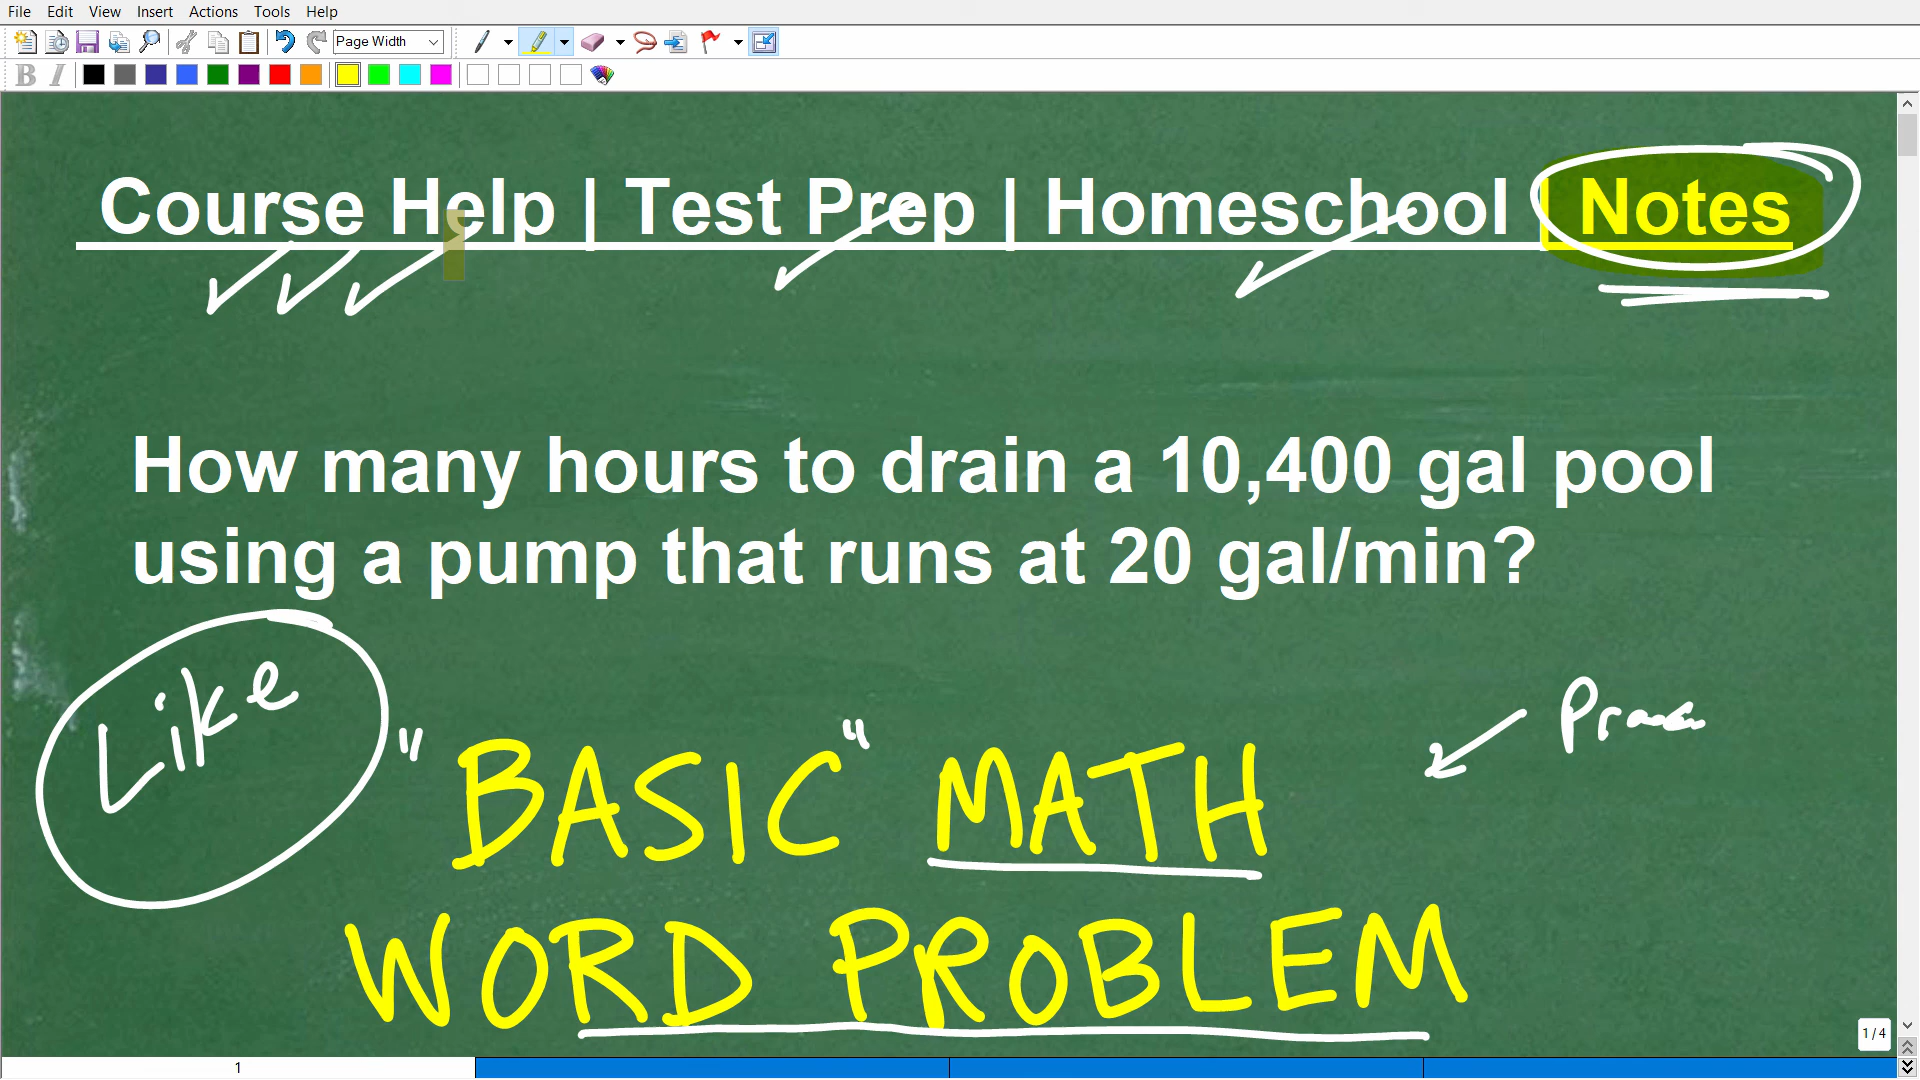 File Edit View Insert Actions Tools Help
Page Width
B I
Course Help | Test Prep | Homeschool | Notes
How many hours to drain a 10,400 gal pool
using a pump that runs at 20 gal/min?
Like
"BASIC" MATH
WORD PROBLEM
1 / 4
1